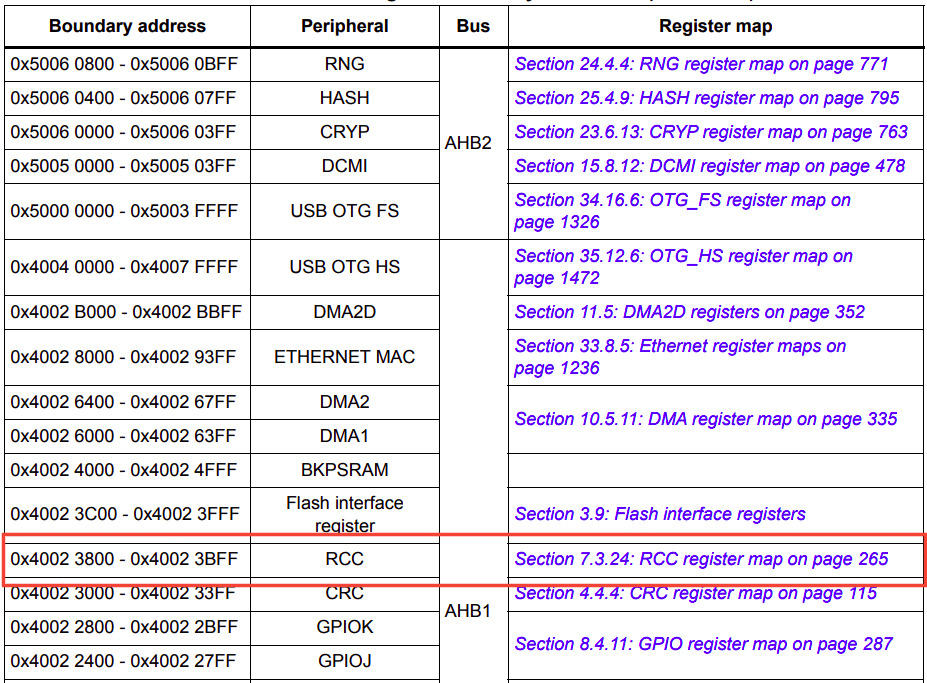 Boundary address Peripheral Bus Register map
0x5006 0800 - 0x5006 0BFF RNG Section 24.4.4: RNG register map on page 771
0x5006 0400 - 0x5006 07FF HASH Section 25.4.9: HASH register map on page 795
0x5006 0000 - 0x5006 03FF CRYP Section 23.6.13: CRYP register map on page 763
AHB2
0x5005 0000 - 0x5005 03FF DCMI Section 15.8.12: DCMI register map on page 478
0x5000 0000 - 0x5003 FFFF USB OTG FS Section 34.16.6: OTG_FS register map on
page 1326
0x4004 0000 - 0x4007 FFFF USB OTG HS Section 35.12.6: OTG_HS register map on
page 1472
0x4002 B000 - 0x4002 BBFF DMA2D Section 11.5: DMA2D registers on page 352
0x4002 8000 - 0x4002 93FF ETHERNET MAC Section 33.8.5: Ethernet register maps on
page 1236
0x4002 6400 - 0x4002 67FF DMA2 Section 10.5.11: DMA register map on page 335
0x4002 6000 - 0x4002 63FF DMA1
0x4002 4000 - 0x4002 4FFF BKPSRAM
0x4002 3C00 - 0x4002 3FFF Flash interface Section 3.9: Flash interface registers
register
0x4002 3800 - 0x4002 3BFF RCC Section 7.3.24: RCC register map on page 265
0x4002 3000 - 0x4002 33FF CRC Section 4.4.4: CRC register map on page 115
AHB1
0x4002 2800 - 0x4002 2BFF GPIOK Section 8.4.11: GPIO register map on page 287
0x4002 2400 - 0x4002 27FF GPIOJ